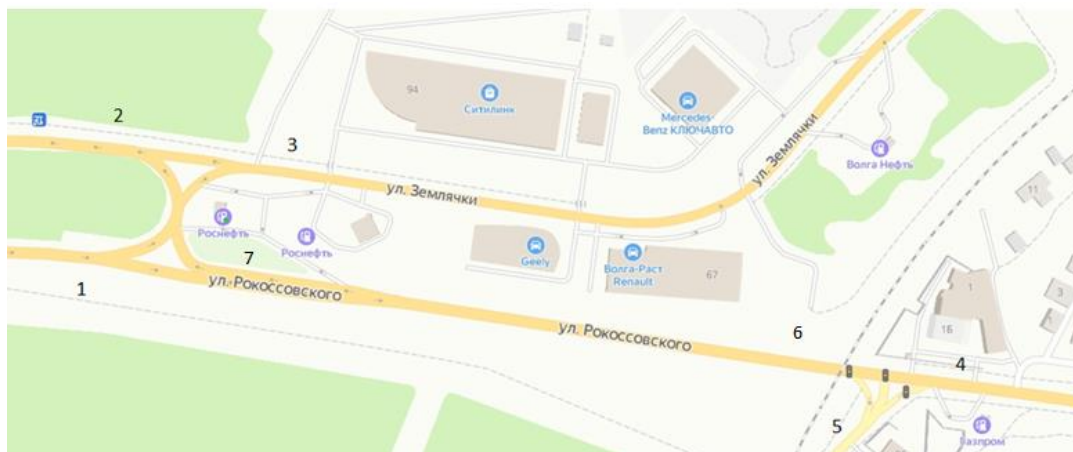 2
3
94
Ситилинк
Mercedes-
Benz КЛЮЧАВТО
Волга Нефть
ул. Землячки
ул. Землячки
11
Роснефть
Роснефть
7
Geely
Волга-Раст
Renault
67
1
ул. Рокоссовского
ул. Рокоссовского
6
1
3
1Б
4
5
Газпром